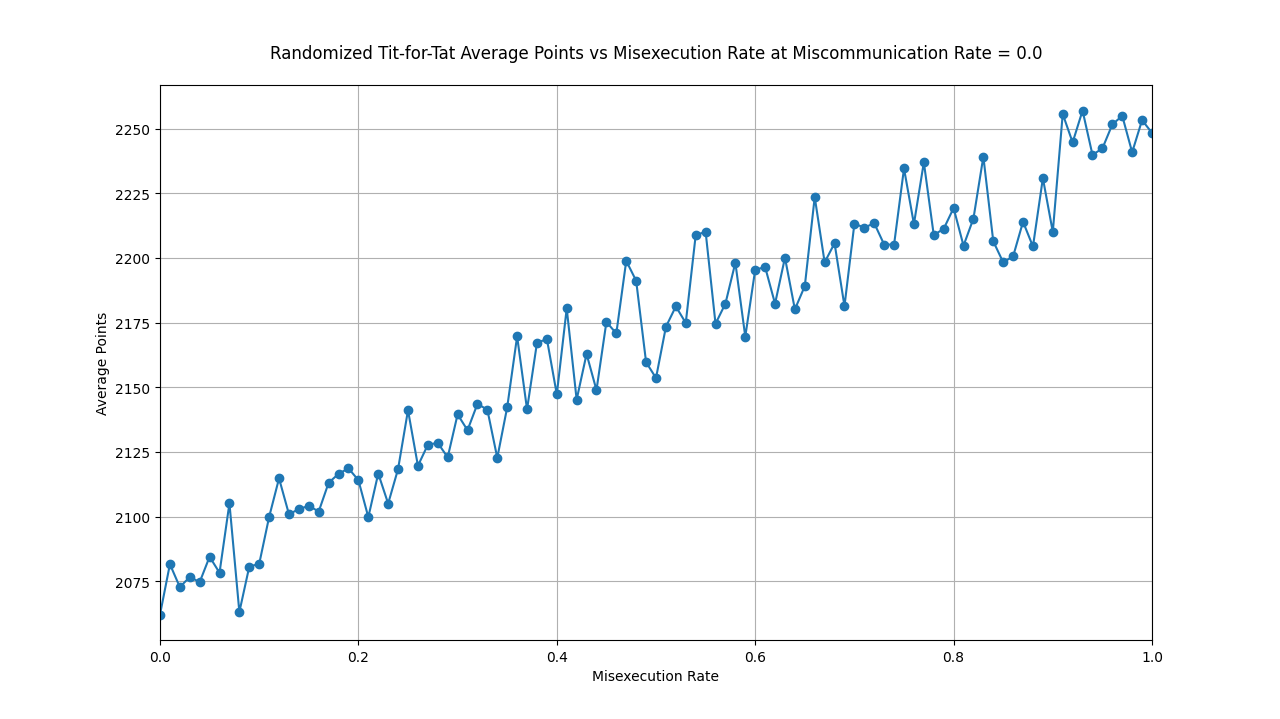 Randomized Tit-for-Tat Average Points vs Misexecution Rate at Miscommunication Rate = 0.0
2250
2225
2200
2175
2150
2125
2100
2075
Average Points
0.0 0.2 0.4 0.6 0.8 1.0
Misexecution Rate